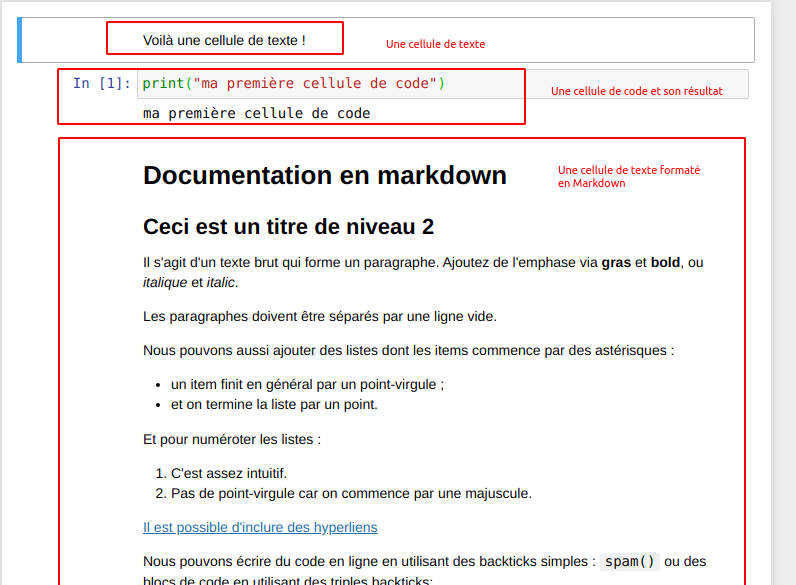 Voilà une cellule de texte !
Une cellule de texte
In [1]: print("ma première cellule de code")
Une cellule de code et son résultat
ma première cellule de code
Documentation en markdown
Une cellule de texte formaté
en Markdown
Ceci est un titre de niveau 2
Il s'agit d'un texte brut qui forme un paragraphe. Ajoutez de l'emphase via gras et bold, ou
italique et italic.
Les paragraphes doivent être séparés par une ligne vide.
Nous pouvons aussi ajouter des listes dont les items commence par des astérisques :
• un item finit en général par un point-virgule ;
• et on termine la liste par un point.
Et pour numéroter les listes :
1. C'est assez intuitif.
2. Pas de point-virgule car on commence par une majuscule.
Il est possible d'inclure des hyperliens
Nous pouvons écrire du code en ligne en utilisant des backticks simples : spam() ou des
blocs de code en utilisant des triples backticks: